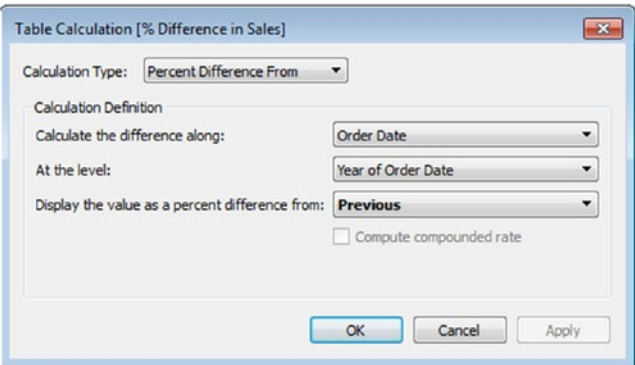 Table Calculation [% Difference in Sales]
Calculation Type: Percent Difference From
Calculation Definition
Calculate the difference along: Order Date
At the level: Year of Order Date
Display the value as a percent difference from: Previous
Compute compounded rate
OK Cancel Apply